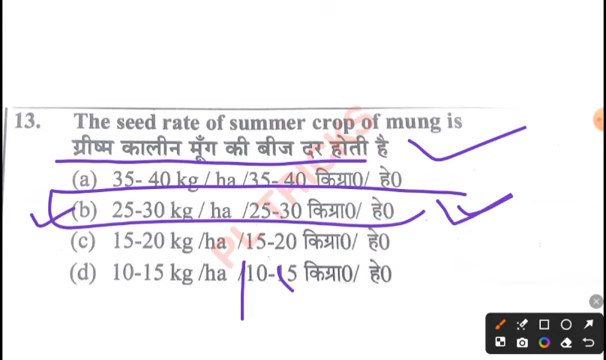 13. The seed rate of summer crop of mung is
ग्रीष्म कालीन मूँग की बीज दर होती है
(a) 35- 40 kg / ha /35- 40 किग्रा0/ हे0
(b) 25-30 kg / ha /25-30 किग्रा0/ हे0
(c) 15-20 kg /ha /15-20 किग्रा0/ हे0
(d) 10-15 kg /ha /10-15 किग्रा0/ हे0